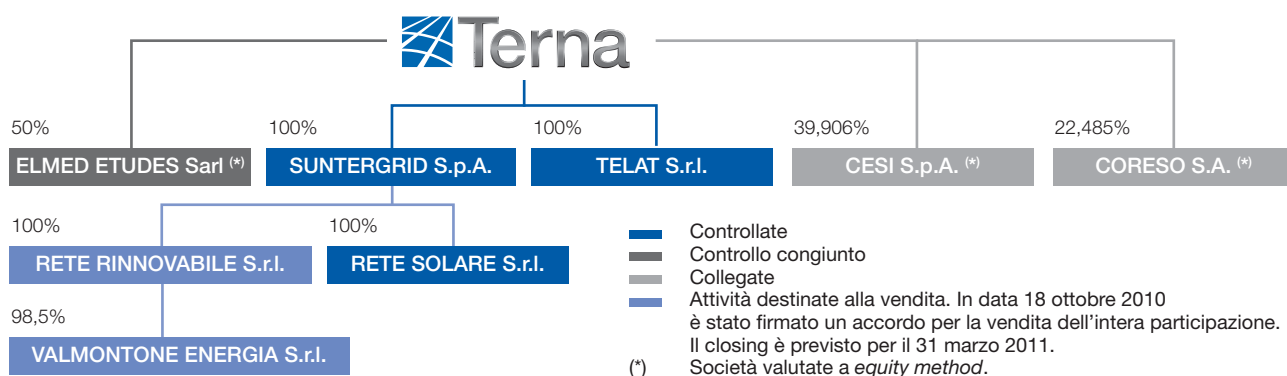 Terna
50%
100%
100%
39,906%
22,485%
ELMED ETUDES Sarl (*)
SUNTERGRID S.p.A.
TELAT S.r.l.
CESI S.p.A. (*)
CORESO S.A. (*)
100%
100%
RETE RINNOVABILE S.r.l.
RETE SOLARE S.r.l.
98,5%
VALMONTONE ENERGIA S.r.l.
Controllate
Controllo congiunto
Collegate
Attività destinate alla vendita. In data 18 ottobre 2010
è stato firmato un accordo per la vendita dell'intera partecipazione.
Il closing è previsto per il 31 marzo 2011.
(*) Società valutate a equity method.